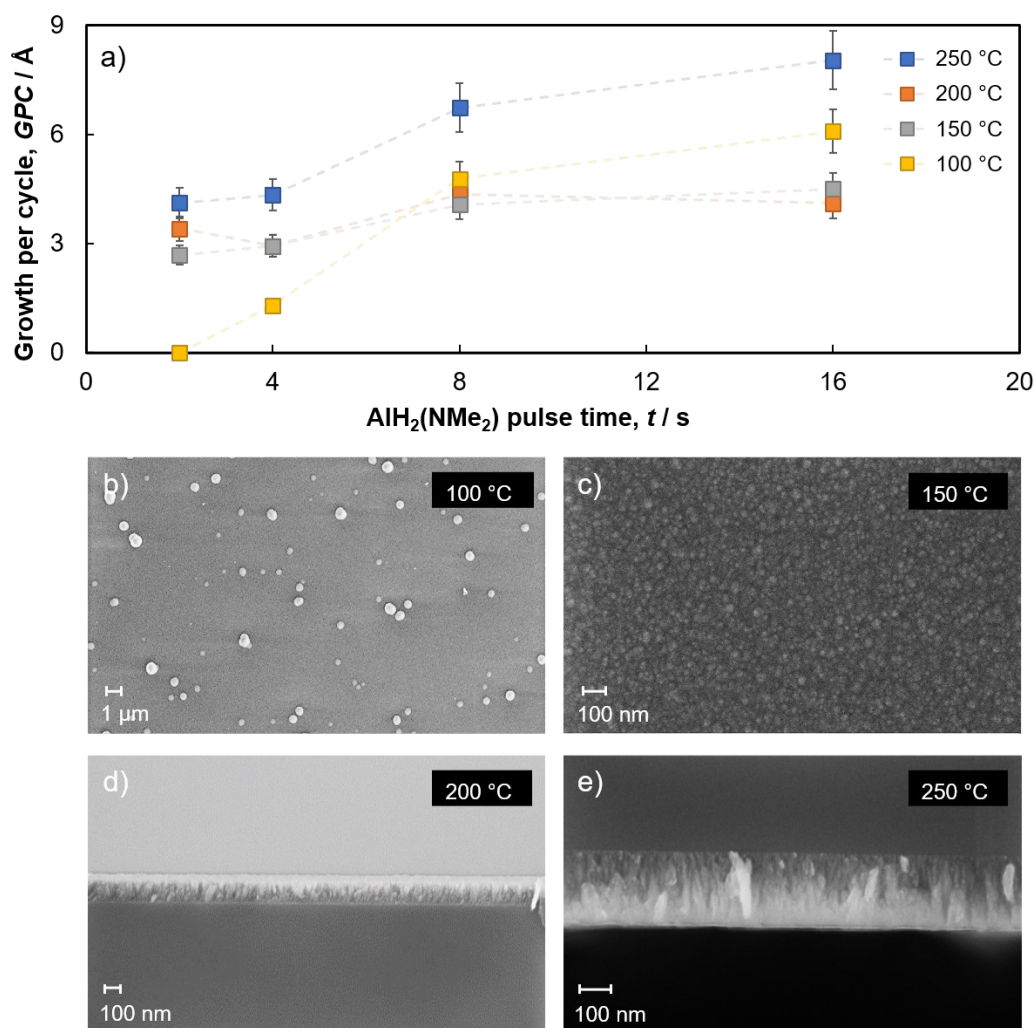 a)
9
6
3
0
Growth per cycle, GPC / Å
250 °C
200 °C
150 °C
100 °C
0 4 8 12 16 20
AlH₂(NMe₂) pulse time, t / s
b) 100 °C
1 μm
c) 150 °C
100 nm
d) 200 °C
100 nm
e) 250 °C
100 nm